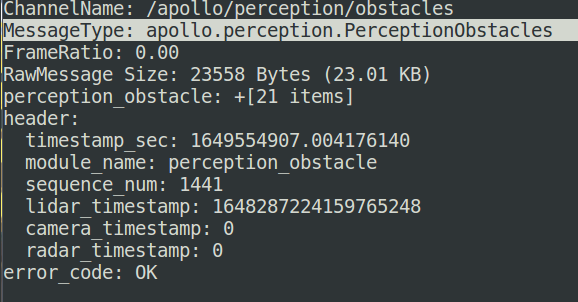 ChannelName: /apollo/perception/obstacles
MessageType: apollo.perception.PerceptionObstacles
FrameRatio: 0.00
RawMessage Size: 23558 Bytes (23.01 KB)
perception_obstacle: +[21 items]
header:
  timestamp_sec: 1649554907.004176140
  module_name: perception_obstacle
  sequence_num: 1441
  lidar_timestamp: 1648287224159765248
  camera_timestamp: 0
  radar_timestamp: 0
error_code: OK